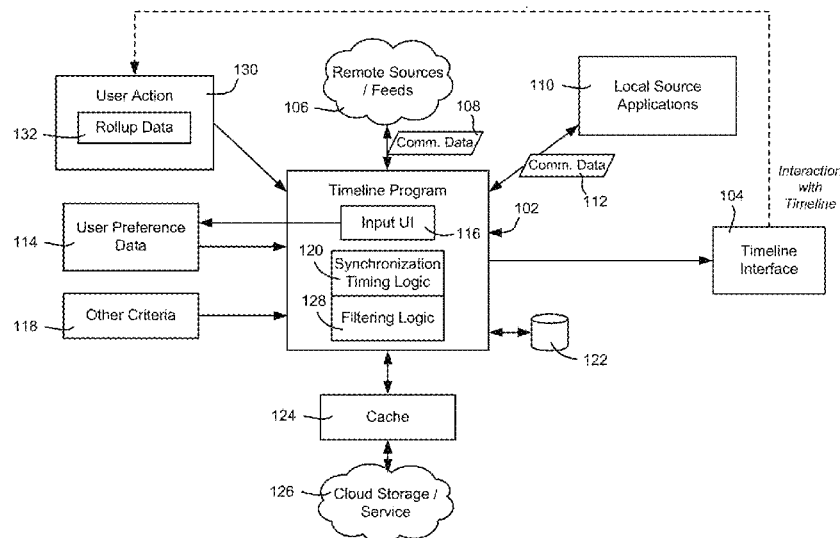 130
User Action
132
Rollup Data
Remote Sources
/ Feeds
106
108
Comm. Data
110
Local Source
Applications
Comm. Data
112
Interaction
with
Timeline
Timeline Program
102
Input UI
116
114
User Preference
Data
104
Timeline
Interface
120
Synchronization
Timing Logic
128
Filtering Logic
118
Other Criteria
122
124
Cache
126
Cloud Storage /
Service